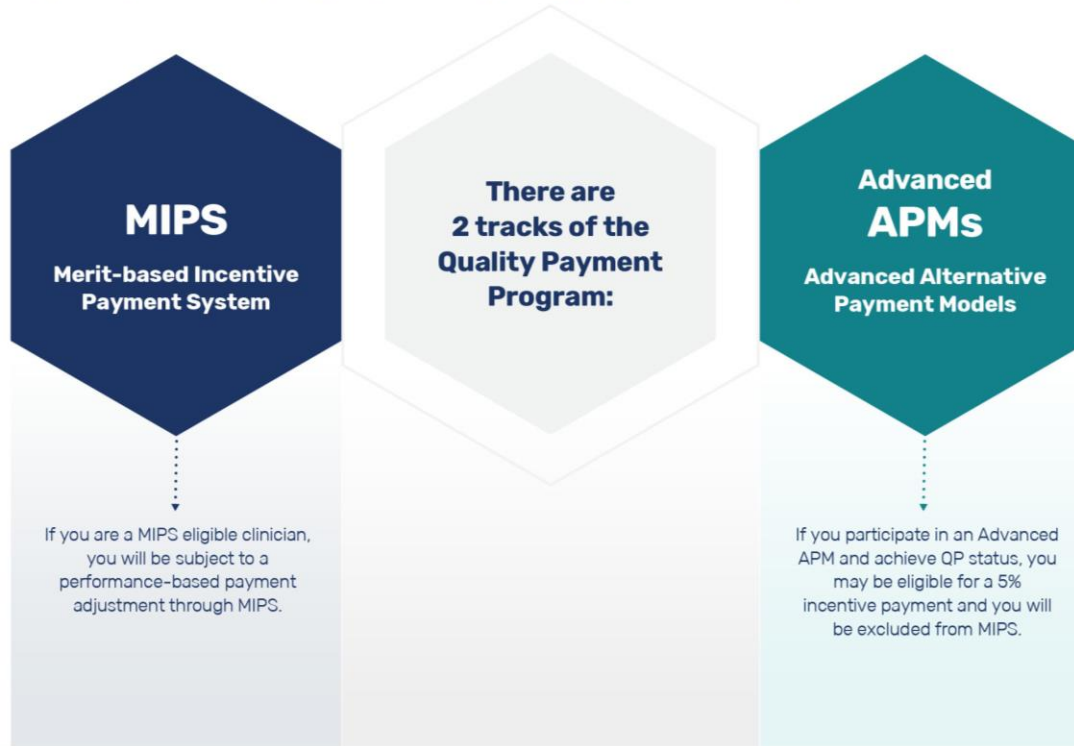 MIPS
Merit-based Incentive
Payment System
If you are a MIPS eligible clinician,
you will be subject to a
performance-based payment
adjustment through MIPS.
There are
2 tracks of the
Quality Payment
Program:
Advanced
APMs
Advanced Alternative
Payment Models
If you participate in an Advanced
APM and achieve QP status, you
may be eligible for a 5%
incentive payment and you will
be excluded from MIPS.